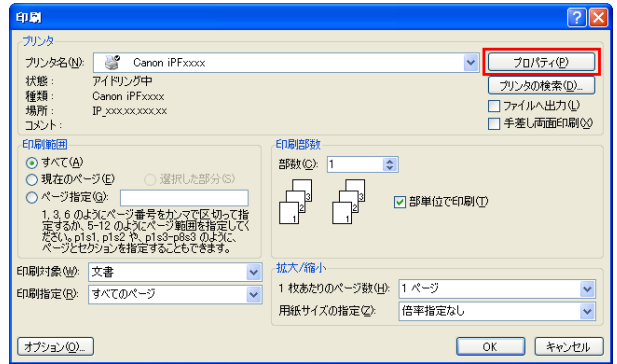 印刷
プリンタ
プリンタ名(N): Canon iPFxxxx プロパティ(P)
状態： アイドリング中 プリンタの検索(D)...
種類： Canon iPFxxxx
場所： IP_xxx,xx,xxx,xx ファイルへ出力(L)
コメント： 手差し両面印刷(X)
印刷範囲
すべて(A)
現在のページ(E) 選択した部分(S)
ページ指定(G):
1, 3, 6 のようにページ番号をカンマで区切って指
定するか、5-12 のようにページ範囲を指定してく
ださい。p1s1, p1s2 や、p1s3-p8s3 のように、
ページとセクションを指定することもできます。
印刷部数
部数(C): 1
3 2 1 3 2 1 部単位で印刷(T)
印刷対象(W): 文書
印刷指定(R): すべてのページ
拡大/縮小
1 枚あたりのページ数(H): 1 ページ
用紙サイズの指定(Z): 倍率指定なし
オプション(O)... OK キャンセル